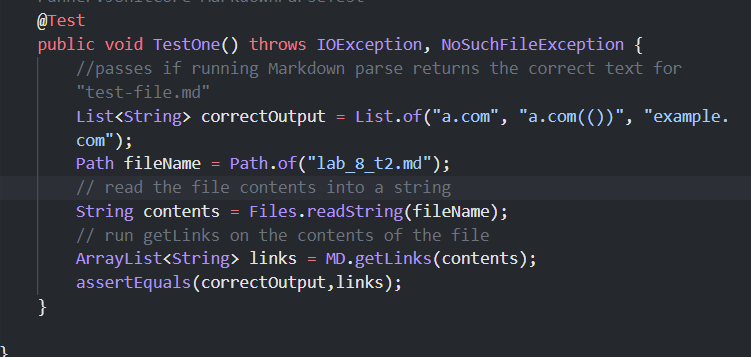 @Test
public void TestOne() throws IOException, NoSuchFileException {
//passes if running Markdown parse returns the correct text for
"test-file.md"
List<String> correctOutput = List.of("a.com", "a.com(())", "example.
com");
Path fileName = Path.of("lab_8_t2.md");
// read the file contents into a string
String contents = Files.readString(fileName);
// run getLinks on the contents of the file
ArrayList<String> links = MD.getLinks(contents);
assertEquals(correctOutput,links);
}
}